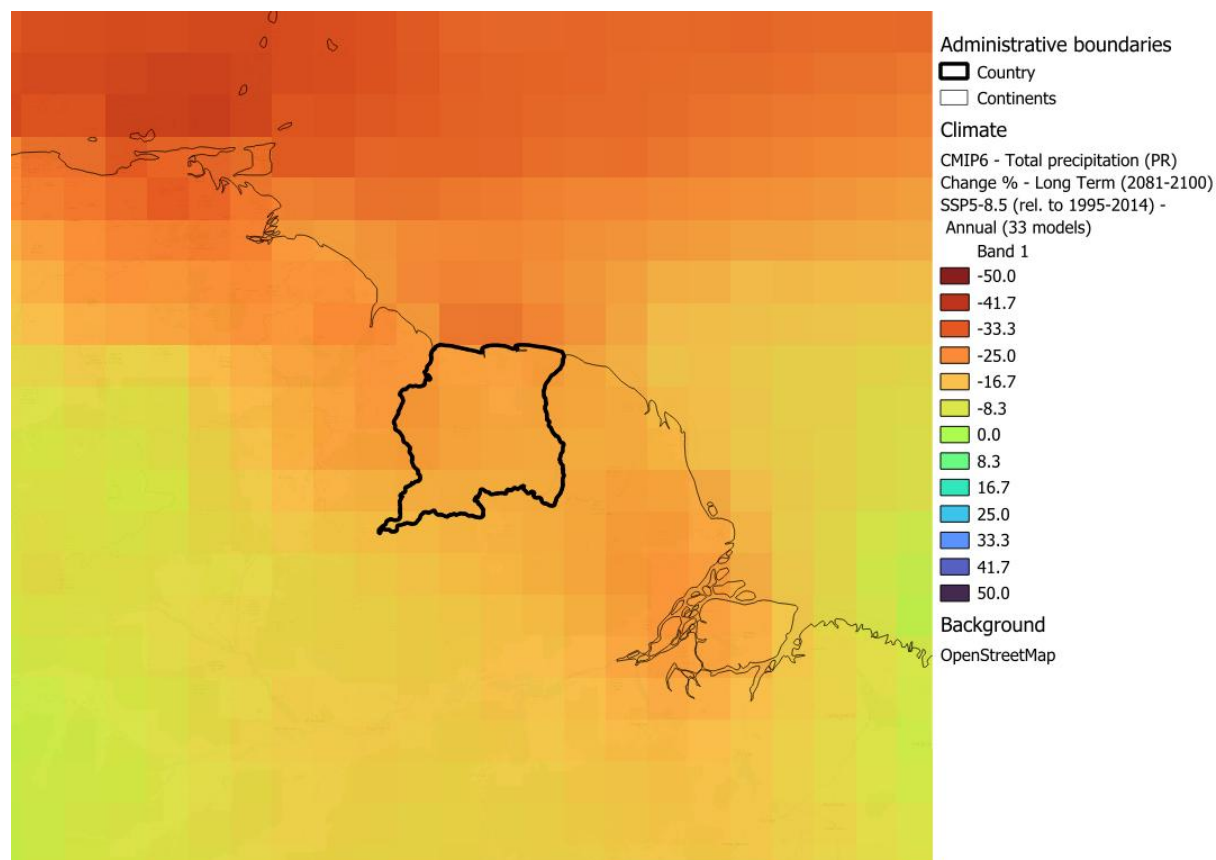 Administrative boundaries
Country
Continents
Climate
CMIP6 - Total precipitation (PR)
Change % - Long Term (2081-2100)
SSP5-8.5 (rel. to 1995-2014) -
Annual (33 models)
Band 1
-50.0
-41.7
-33.3
-25.0
-16.7
-8.3
0.0
8.3
16.7
25.0
33.3
41.7
50.0
Background
OpenStreetMap